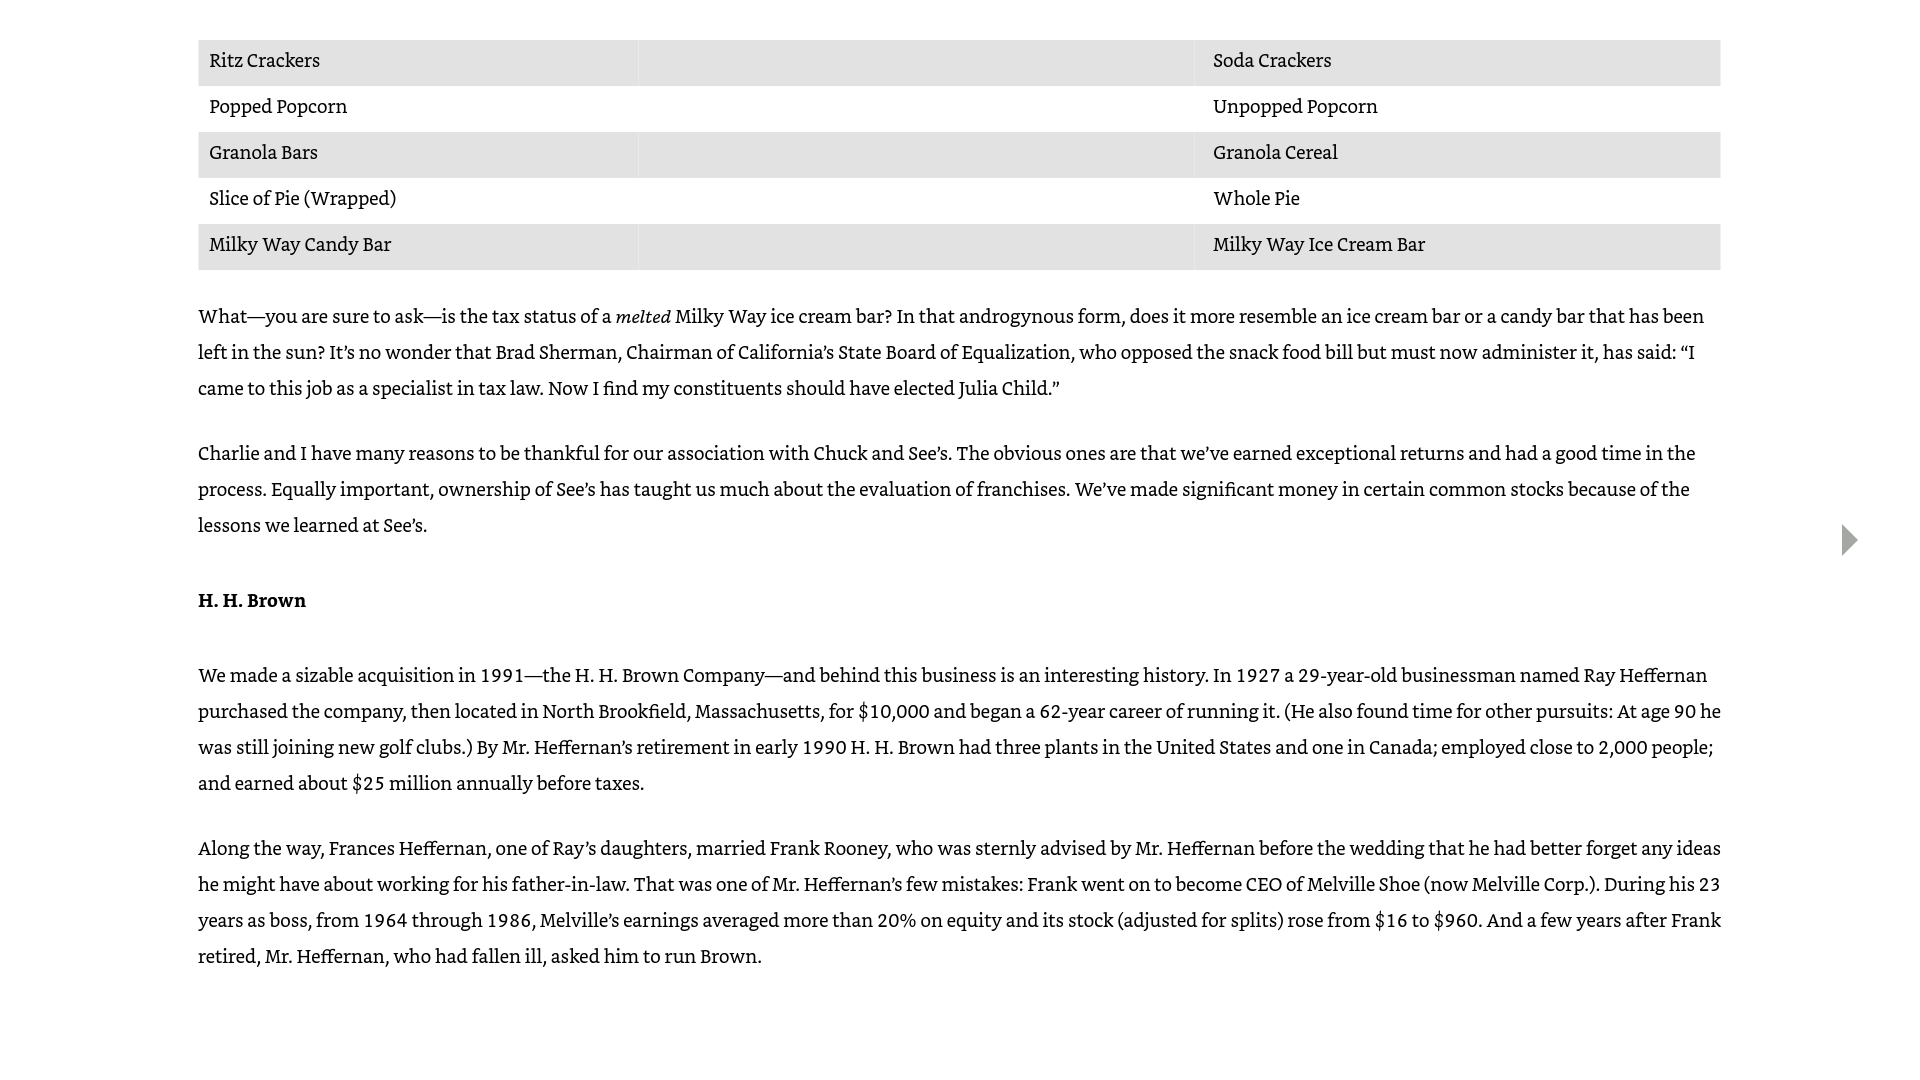 Ritz Crackers Soda Crackers
Popped Popcorn Unpopped Popcorn
Granola Bars Granola Cereal
Slice of Pie (Wrapped) Whole Pie
Milky Way Candy Bar Milky Way Ice Cream Bar
What—you are sure to ask—is the tax status of a melted Milky Way ice cream bar? In that androgynous form, does it more resemble an ice cream bar or a candy bar that has been
left in the sun? It’s no wonder that Brad Sherman, Chairman of California’s State Board of Equalization, who opposed the snack food bill but must now administer it, has said: “I
came to this job as a specialist in tax law. Now I find my constituents should have elected Julia Child.”
Charlie and I have many reasons to be thankful for our association with Chuck and See’s. The obvious ones are that we’ve earned exceptional returns and had a good time in the
process. Equally important, ownership of See’s has taught us much about the evaluation of franchises. We’ve made significant money in certain common stocks because of the
lessons we learned at See’s.
H. H. Brown
We made a sizable acquisition in 1991—the H. H. Brown Company—and behind this business is an interesting history. In 1927 a 29-year-old businessman named Ray Heffernan
purchased the company, then located in North Brookfield, Massachusetts, for $10,000 and began a 62-year career of running it. (He also found time for other pursuits: At age 90 he
was still joining new golf clubs.) By Mr. Heffernan’s retirement in early 1990 H. H. Brown had three plants in the United States and one in Canada; employed close to 2,000 people;
and earned about $25 million annually before taxes.
Along the way, Frances Heffernan, one of Ray’s daughters, married Frank Rooney, who was sternly advised by Mr. Heffernan before the wedding that he had better forget any ideas
he might have about working for his father-in-law. That was one of Mr. Heffernan’s few mistakes: Frank went on to become CEO of Melville Shoe (now Melville Corp.). During his 23
years as boss, from 1964 through 1986, Melville’s earnings averaged more than 20% on equity and its stock (adjusted for splits) rose from $16 to $960. And a few years after Frank
retired, Mr. Heffernan, who had fallen ill, asked him to run Brown.